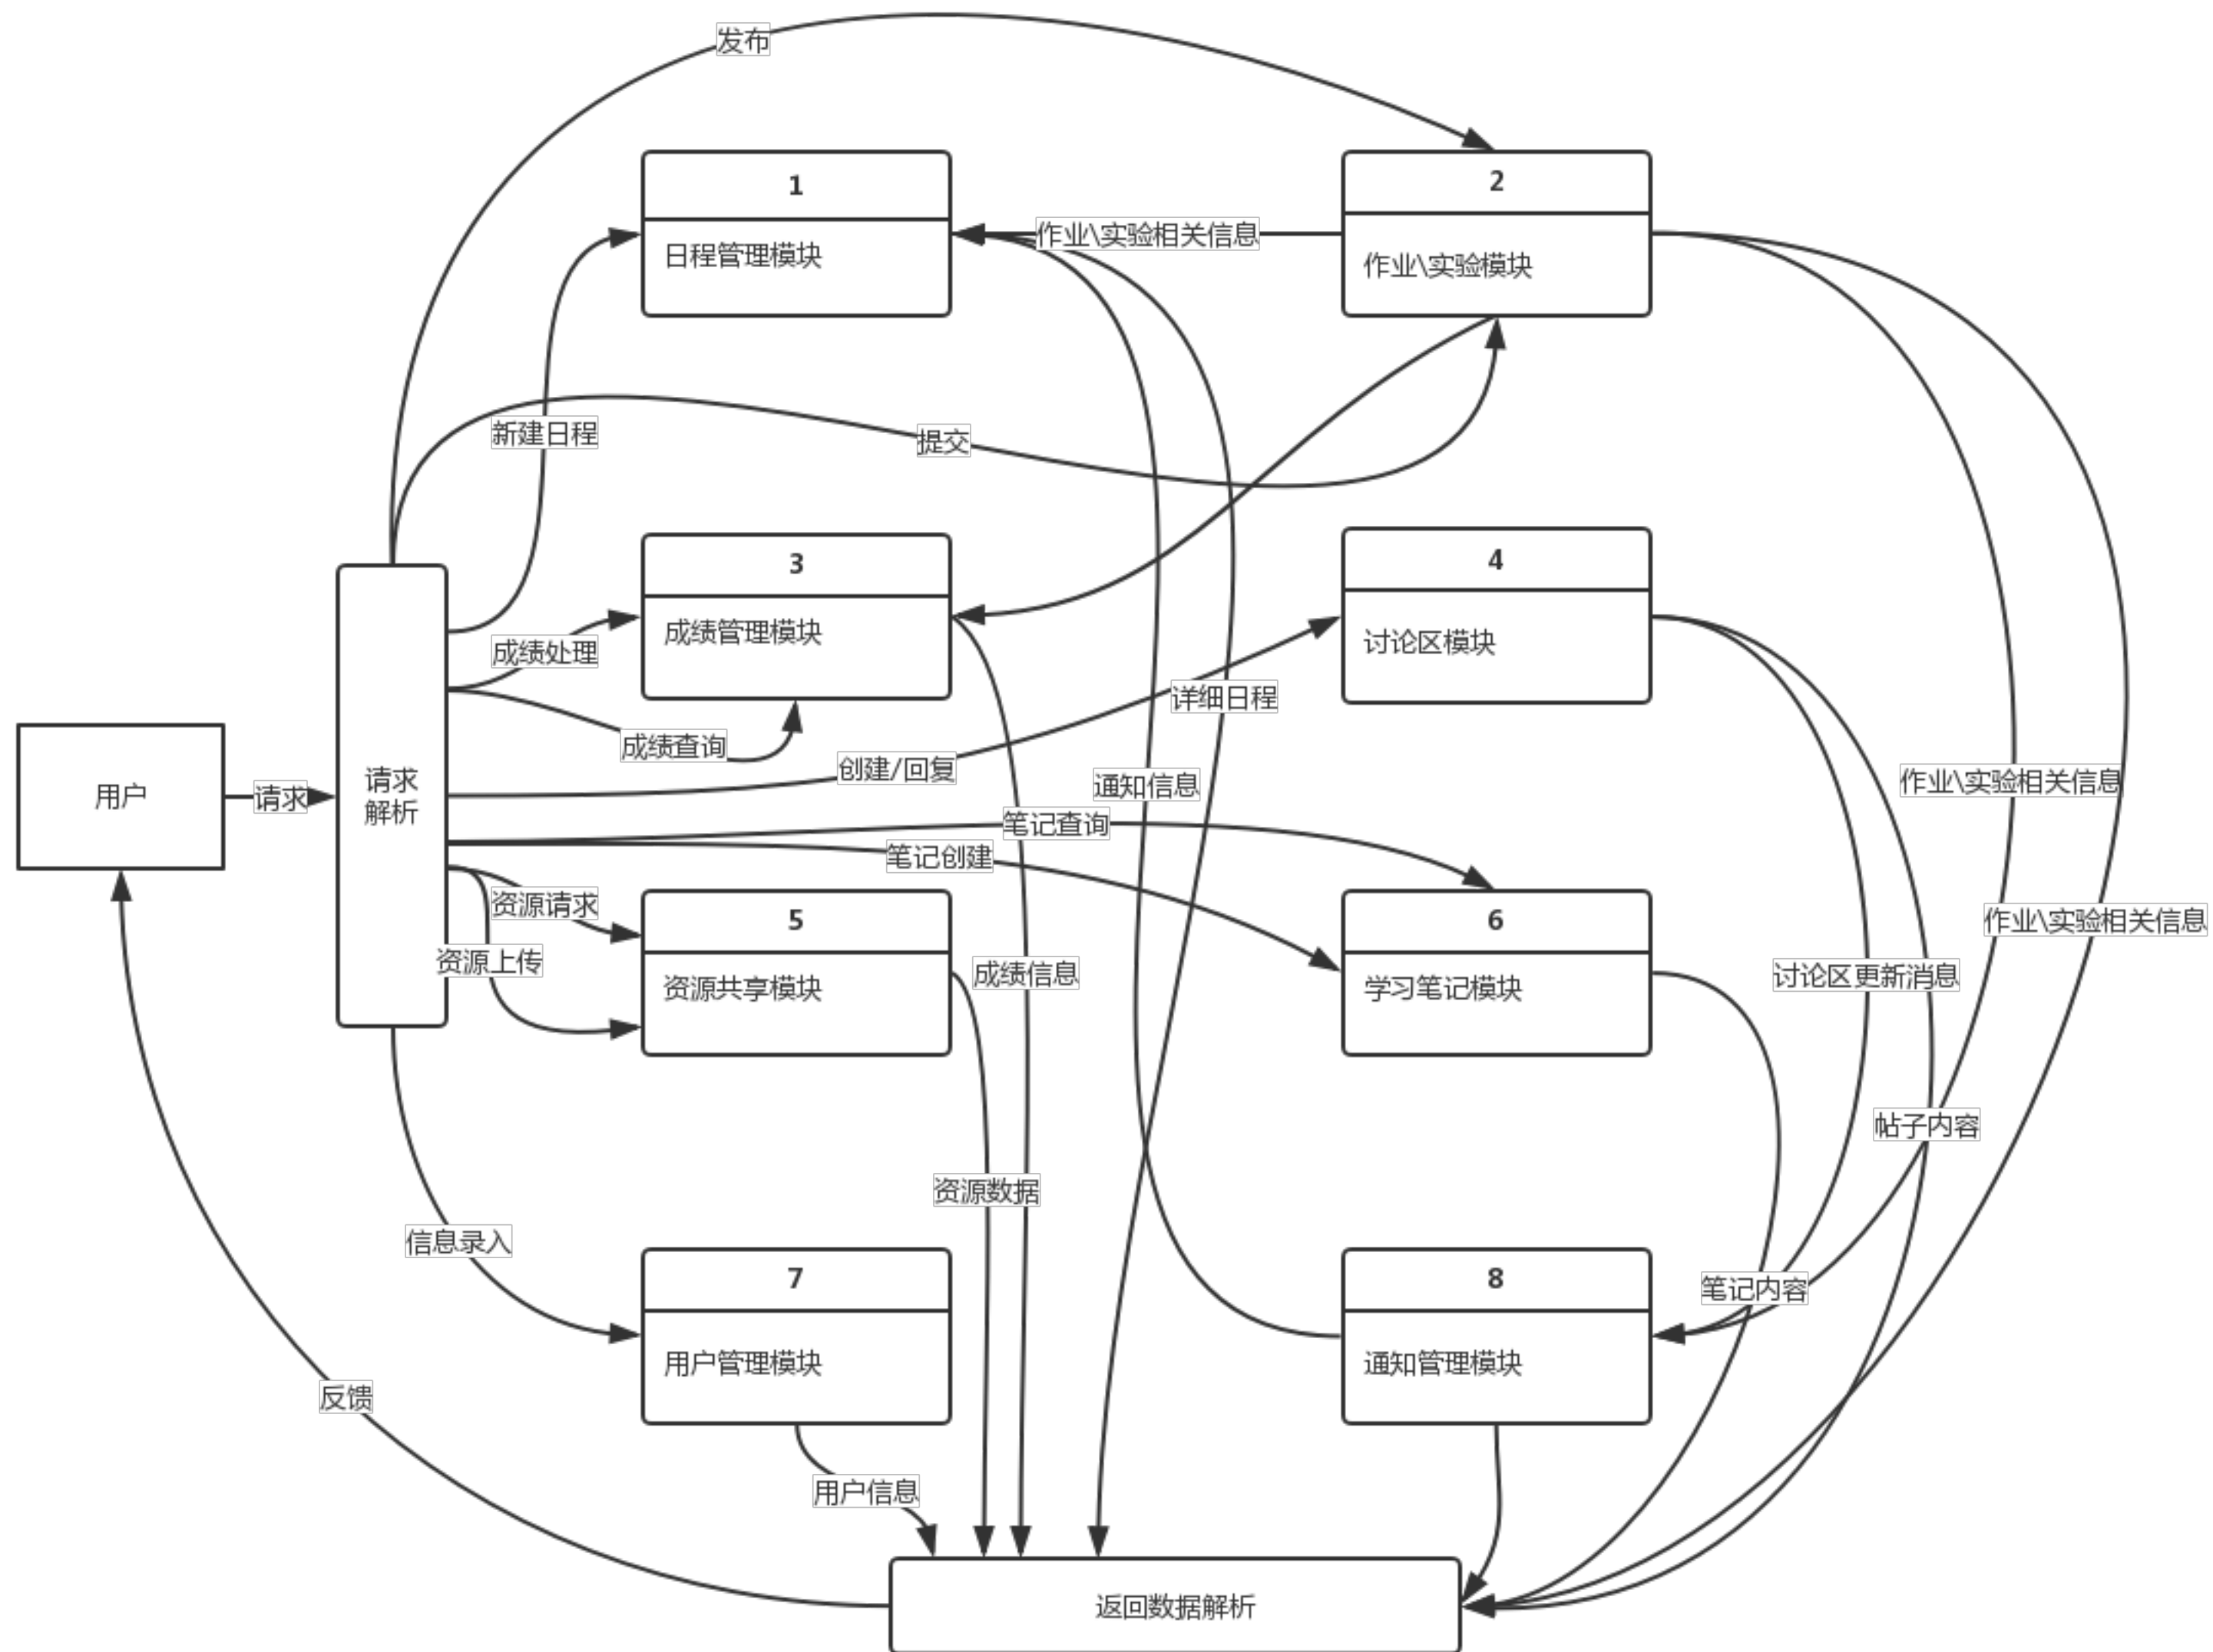 发布
1
2
作业\实验相关信息
日程管理模块
作业\实验模块
新建日程
提交
3
4
成绩管理模块
讨论区模块
成绩处理
详细日程
成绩查询
创建/回复
请求
解析
用户
请求
通知信息
作业\实验相关信息
笔记查询
笔记创建
资源请求
5
6
作业\实验相关信息
资源上传
成绩信息
讨论区更新消息
资源共享模块
学习笔记模块
帖子内容
资源数据
信息录入
7
8
笔记内容
用户管理模块
通知管理模块
反馈
用户信息
返回数据解析